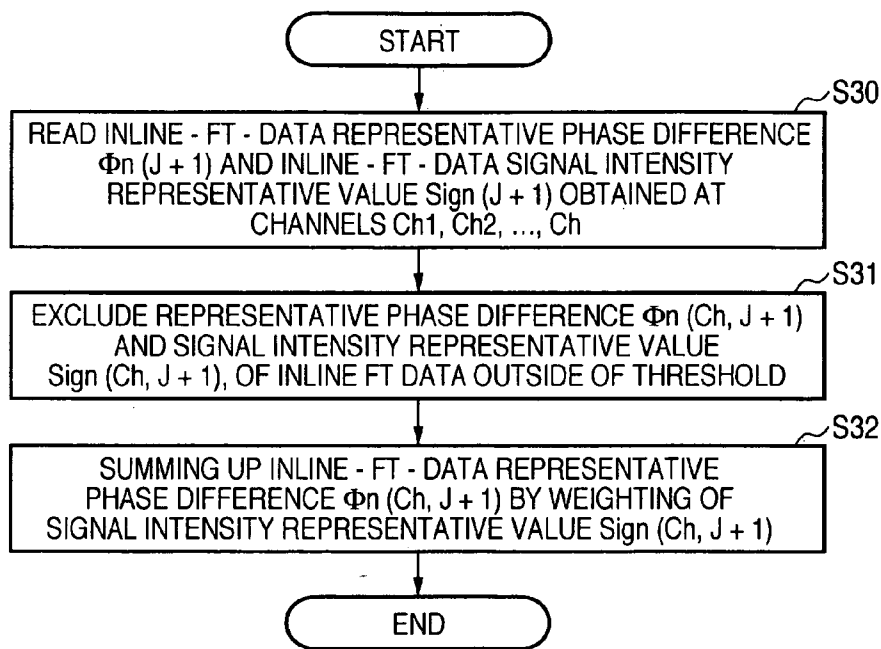 START
S30
READ INLINE - FT - DATA REPRESENTATIVE PHASE DIFFERENCE
Φn (J + 1) AND INLINE - FT - DATA SIGNAL INTENSITY
REPRESENTATIVE VALUE Sign (J + 1) OBTAINED AT
CHANNELS Ch1, Ch2, ..., Ch
S31
EXCLUDE REPRESENTATIVE PHASE DIFFERENCE Φn (Ch, J + 1)
AND SIGNAL INTENSITY REPRESENTATIVE VALUE
Sign (Ch, J + 1), OF INLINE FT DATA OUTSIDE OF THRESHOLD
S32
SUMMING UP INLINE - FT - DATA REPRESENTATIVE
PHASE DIFFERENCE Φn (Ch, J + 1) BY WEIGHTING OF
SIGNAL INTENSITY REPRESENTATIVE VALUE Sign (Ch, J + 1)
END